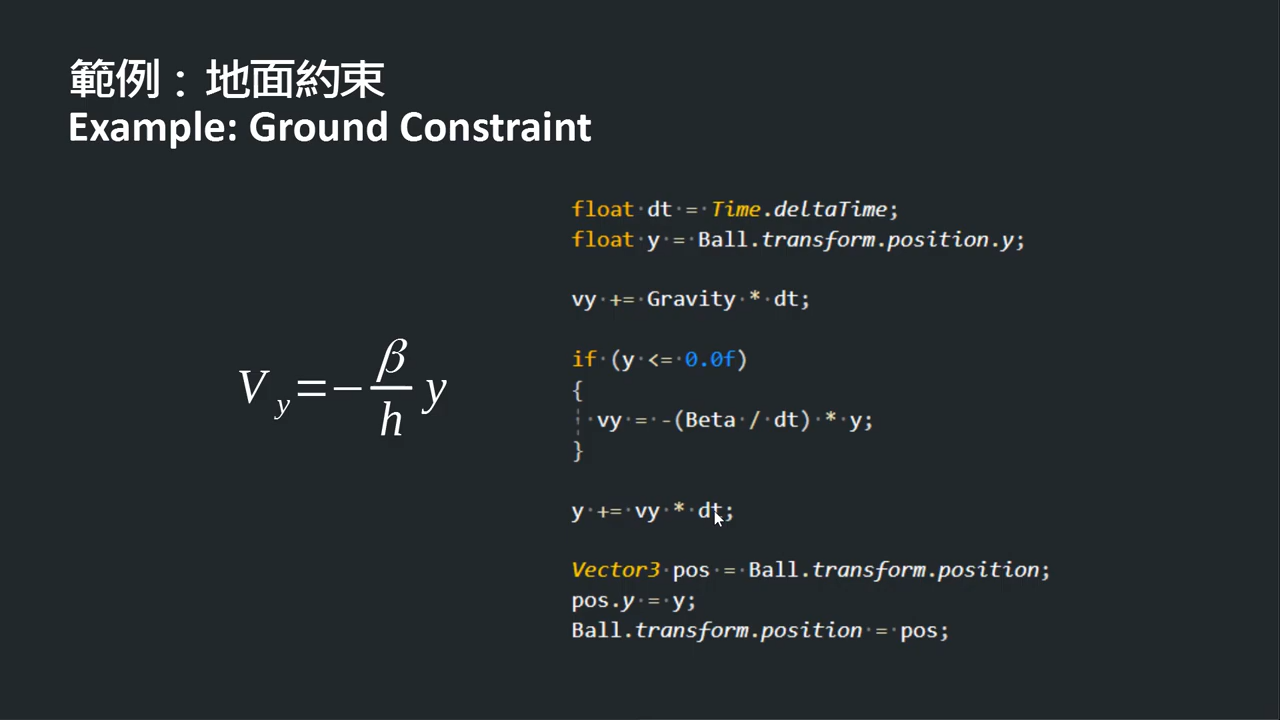 範例：地面約束
Example: Ground Constraint
V y = − β/h y
float dt = Time.deltaTime;
float y = Ball.transform.position.y;
vy += Gravity * dt;
if (y <= 0.0f)
{
vy = -(Beta / dt) * y;
}
y += vy * dt;
Vector3 pos = Ball.transform.position;
pos.y = y;
Ball.transform.position = pos;